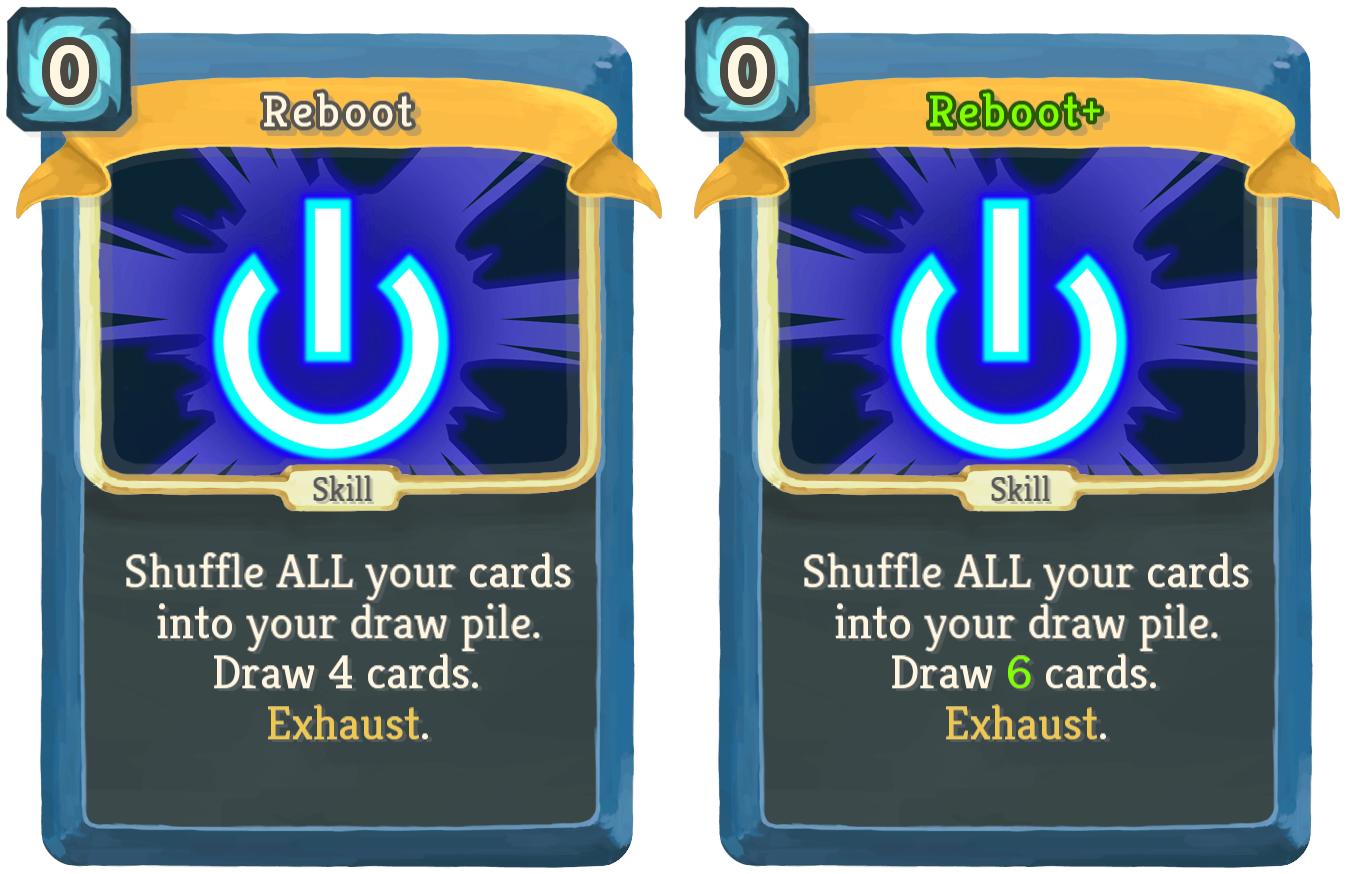 0
Reboot
Skill
Shuffle ALL your cards
into your draw pile.
Draw 4 cards.
Exhaust.
0
Reboot+
Skill
Shuffle ALL your cards
into your draw pile.
Draw 6 cards.
Exhaust.